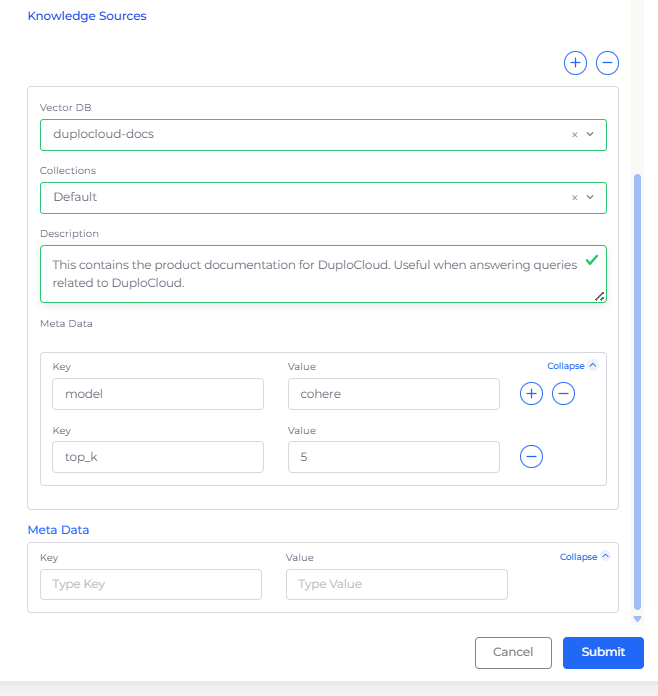 Knowledge Sources
Vector DB
duplocloud-docs
Collections
Default
Description
This contains the product documentation for DuploCloud. Useful when answering queries
related to DuploCloud.
Meta Data
Key Value Collapse
model cohere
Key Value
top_k 5
Meta Data
Key Value Collapse
Type Key Type Value
Cancel Submit